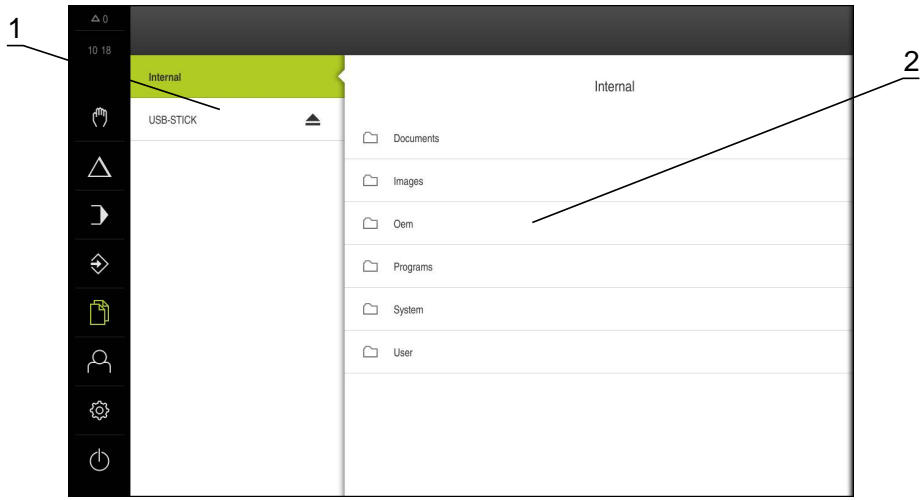 1
0
10 18
2
Internal
USB-STICK
Internal
Documents
Images
Oem
Programs
System
User